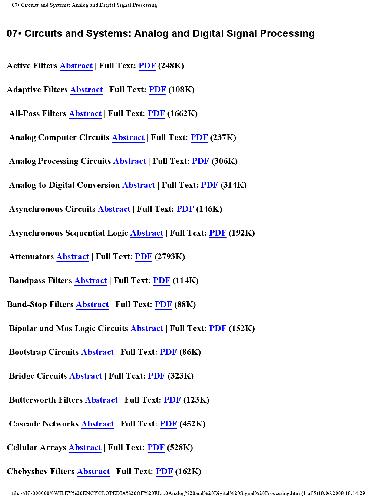 07• Circuits and Systems: Analog and Digital Signal Processing
07• Circuits and Systems: Analog and Digital Signal Processing
Active Filters Abstract | Full Text: PDF (248K)
Adaptive Filters Abstract | Full Text: PDF (108K)
All-Pass Filters Abstract | Full Text: PDF (1662K)
Analog Computer Circuits Abstract | Full Text: PDF (237K)
Analog Processing Circuits Abstract | Full Text: PDF (306K)
Analog to Digital Conversion Abstract | Full Text: PDF (314K)
Asynchronous Circuits Abstract | Full Text: PDF (146K)
Asynchronous Sequential Logic Abstract | Full Text: PDF (192K)
Attenuators Abstract | Full Text: PDF (2793K)
Bandpass Filters Abstract | Full Text: PDF (114K)
Band-Stop Filters Abstract | Full Text: PDF (88K)
Bipolar and Mos Logic Circuits Abstract | Full Text: PDF (152K)
Bootstrap Circuits Abstract | Full Text: PDF (86K)
Bridge Circuits Abstract | Full Text: PDF (323K)
Butterworth Filters Abstract | Full Text: PDF (123K)
Cascade Networks Abstract | Full Text: PDF (452K)
Cellular Arrays Abstract | Full Text: PDF (528K)
Chebyshev Filters Abstract | Full Text: PDF (162K)